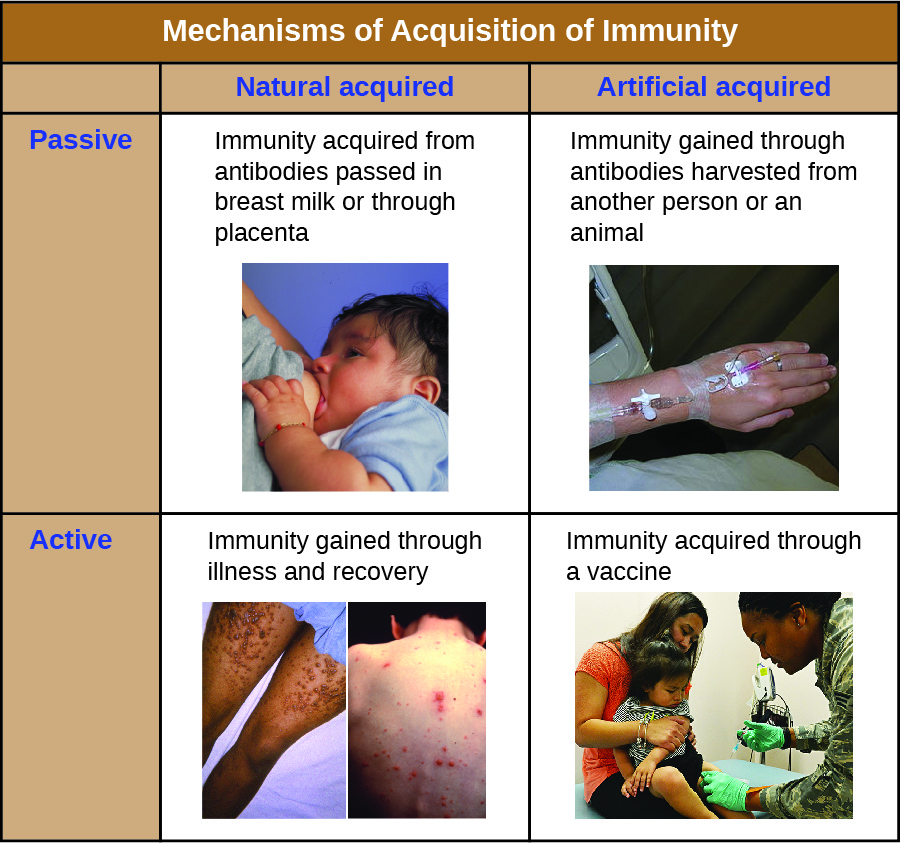 Mechanisms of Acquisition of Immunity
Natural acquired
Artificial acquired
Passive
Immunity acquired from
antibodies passed in
breast milk or through
placenta
Immunity gained through
antibodies harvested from
another person or an
animal
Active
Immunity gained through
illness and recovery
Immunity acquired through
a vaccine